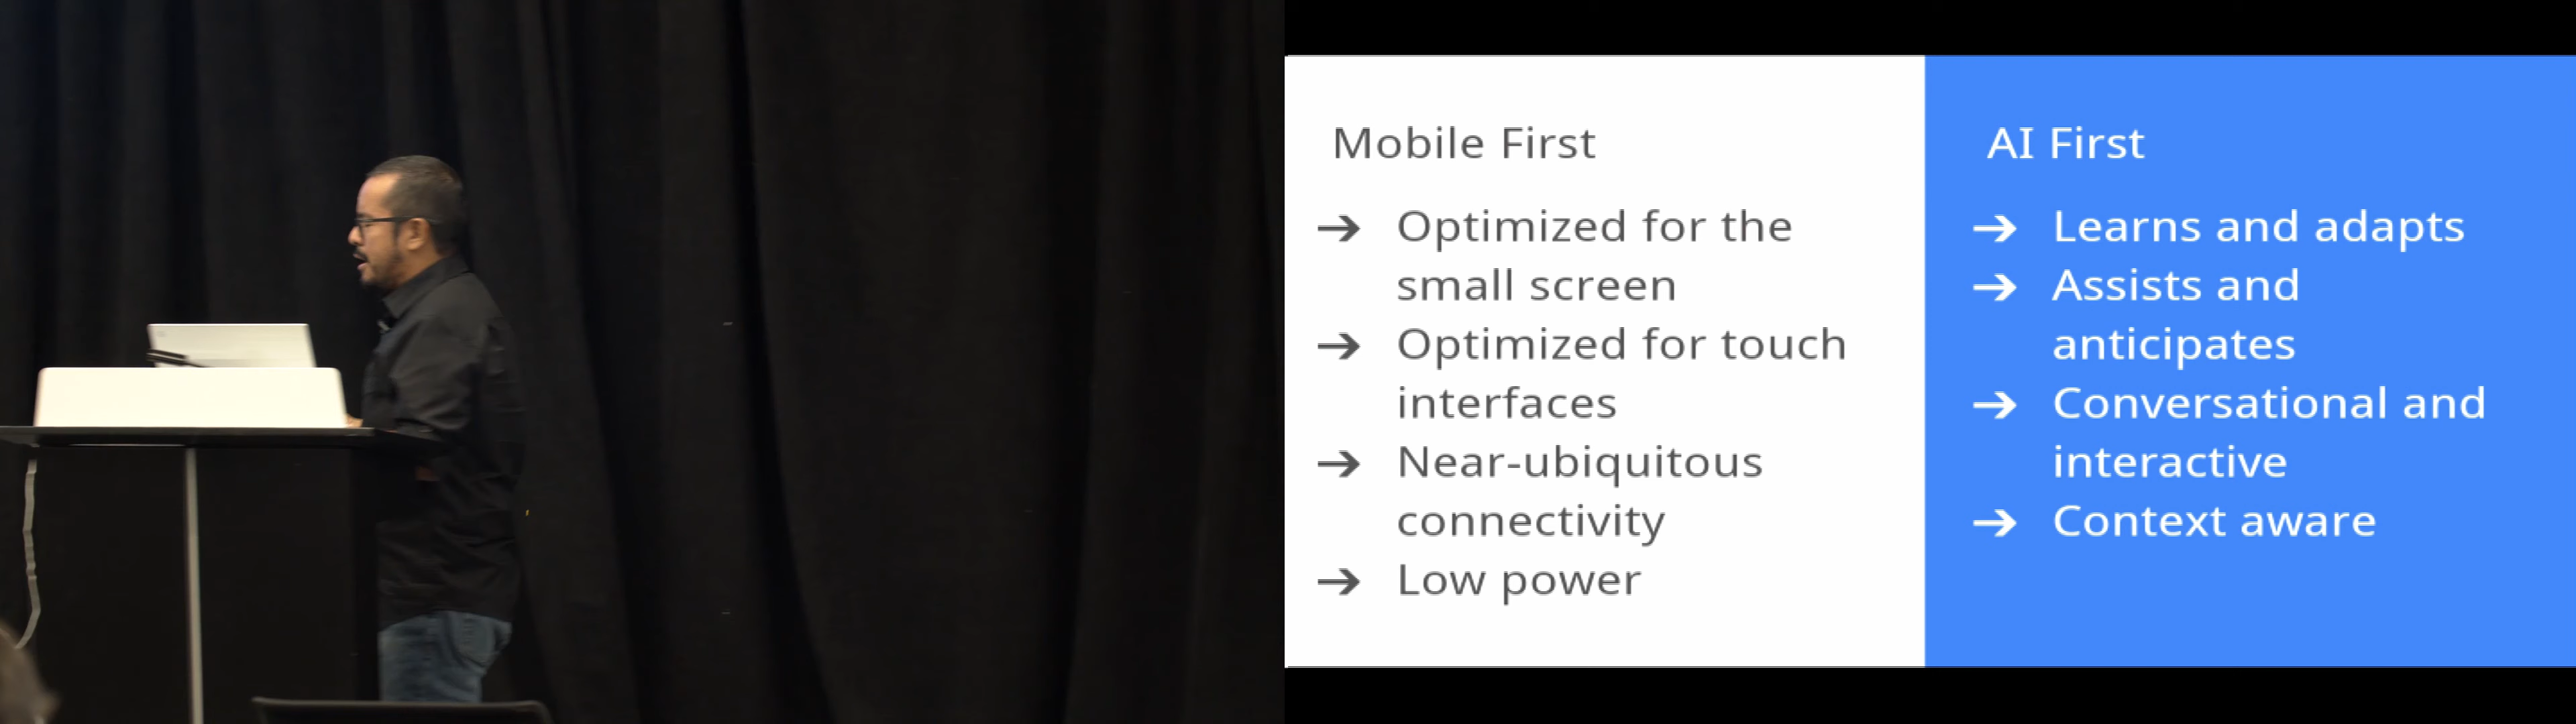 Mobile First
➔ Optimized for the
small screen
➔ Optimized for touch
interfaces
➔ Near-ubiquitous
connectivity
➔ Low power
AI First
➔ Learns and adapts
➔ Assists and
anticipates
➔ Conversational and
interactive
➔ Context aware